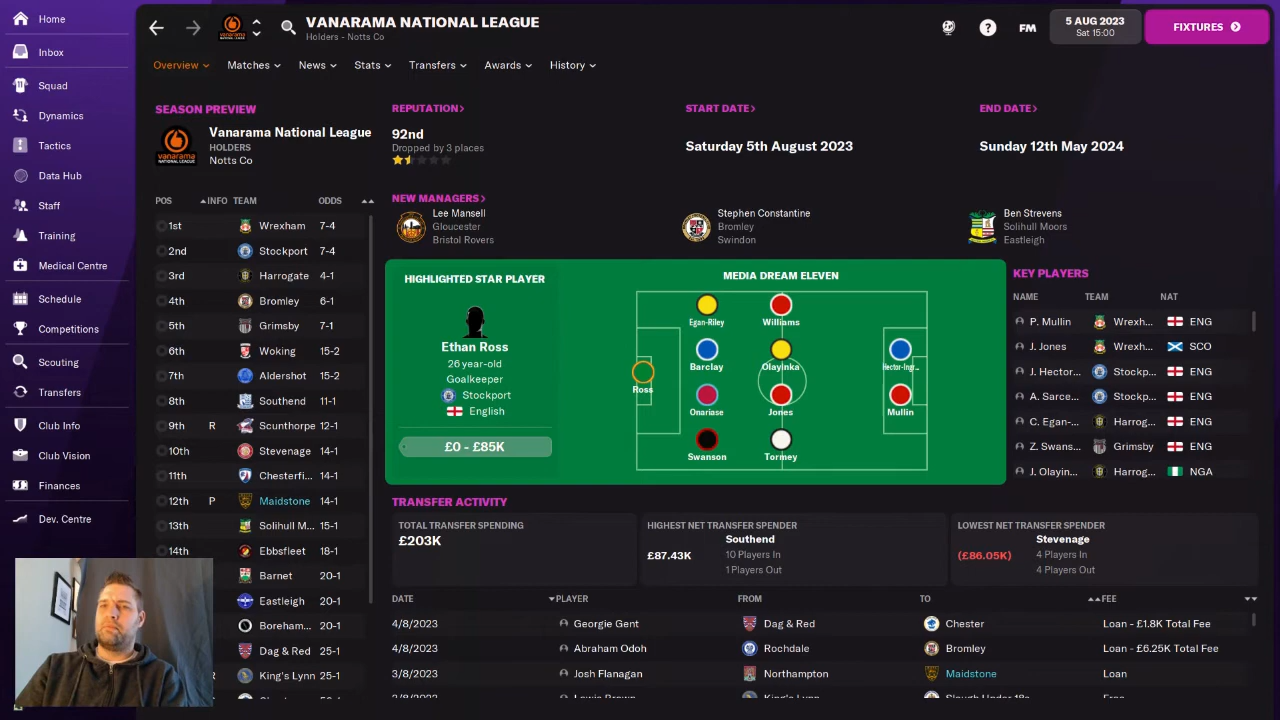 Home
Inbox
Squad
Dynamics
Tactics
Data Hub
Staff
Training
Medical Centre
Schedule
Competitions
Scouting
Transfers
Club Info
Club Vision
Finances
Dev. Centre
VANARAMA NATIONAL LEAGUE
Holders - Notts Co
FM
5 AUG 2023
Sat 15:00
FIXTURES
Overview
Matches
News
Stats
Transfers
Awards
History
SEASON PREVIEW
Vanarama National League
HOLDERS
Notts Co
REPUTATION>
92nd
Dropped by 3 places
START DATE>
Saturday 5th August 2023
END DATE>
Sunday 12th May 2024
NEW MANAGERS>
Lee Mansell
Gloucester
Bristol Rovers
Stephen Constantine
Bromley
Swindon
Ben Strevens
Solihull Moors
Eastleigh
POS INFO TEAM ODDS
1st Wrexham 7-4
2nd Stockport 7-4
3rd Harrogate 4-1
4th Bromley 6-1
5th Grimsby 7-1
6th Woking 15-2
7th Aldershot 15-2
8th Southend 11-1
9th R Scunthorpe 12-1
10th Stevenage 14-1
11th Chesterfi... 14-1
12th P Maidstone 14-1
13th Solihull M... 15-1
14th Ebbsfleet 18-1
Barnet 20-1
Eastleigh 20-1
Boreham... 20-1
Dag & Red 25-1
King's Lynn 25-1
HIGHLIGHTED STAR PLAYER
Ethan Ross
26 year-old
Goalkeeper
Stockport
English
£0 - £85K
MEDIA DREAM ELEVEN
Egan-Riley
Williams
Barclay
Olayinka
Hector-Ingr...
Ross
Onariase
Jones
Mullin
Swanson
Tormey
KEY PLAYERS
NAME TEAM NAT
P. Mullin Wrexh... ENG
J. Jones Wrexh... SCO
J. Hector... Stockp... ENG
A. Sarce... Stockp... ENG
C. Egan-... Harrog... ENG
Z. Swans... Grimsby ENG
J. Olayin... Harrog... NGA
TRANSFER ACTIVITY
TOTAL TRANSFER SPENDING
£203K
HIGHEST NET TRANSFER SPENDER
Southend
£87.43K
10 Players In
1 Players Out
LOWEST NET TRANSFER SPENDER
Stevenage
(£86.05K)
4 Players In
4 Players Out
DATE PLAYER FROM TO FEE
4/8/2023 Georgie Gent Dag & Red Chester Loan - £1.8K Total Fee
4/8/2023 Abraham Odoh Rochdale Bromley Loan - £6.25K Total Fee
3/8/2023 Josh Flanagan Northampton Maidstone Loan